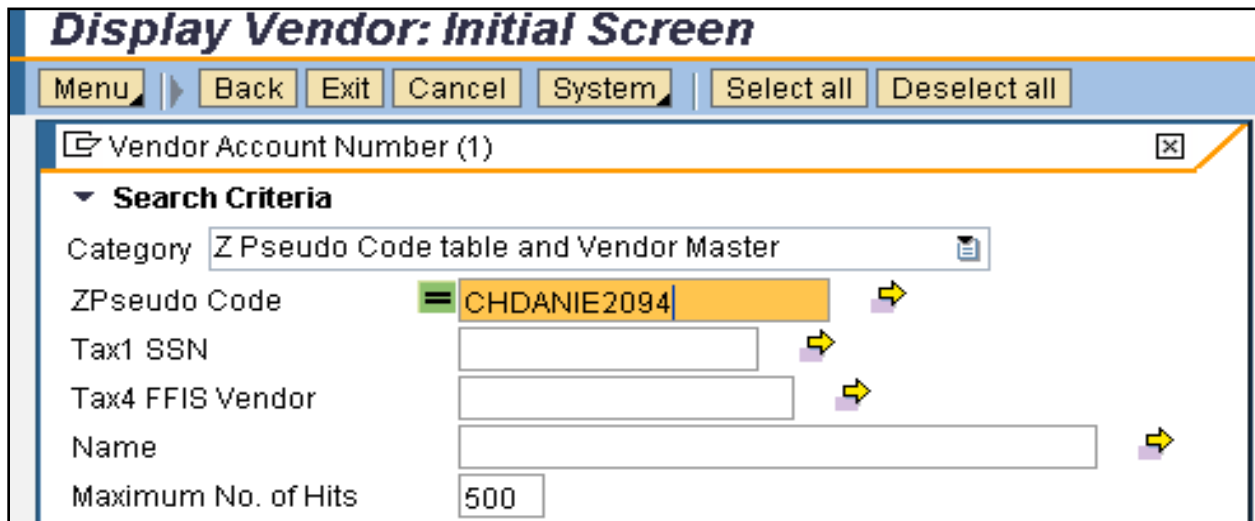 Display Vendor: Initial Screen
Menu Back Exit Cancel System Select all Deselect all
Vendor Account Number (1)
Search Criteria
Category Z Pseudo Code table and Vendor Master
ZPseudo Code = CHDANIE2094
Tax1 SSN
Tax4 FFIS Vendor
Name
Maximum No. of Hits 500